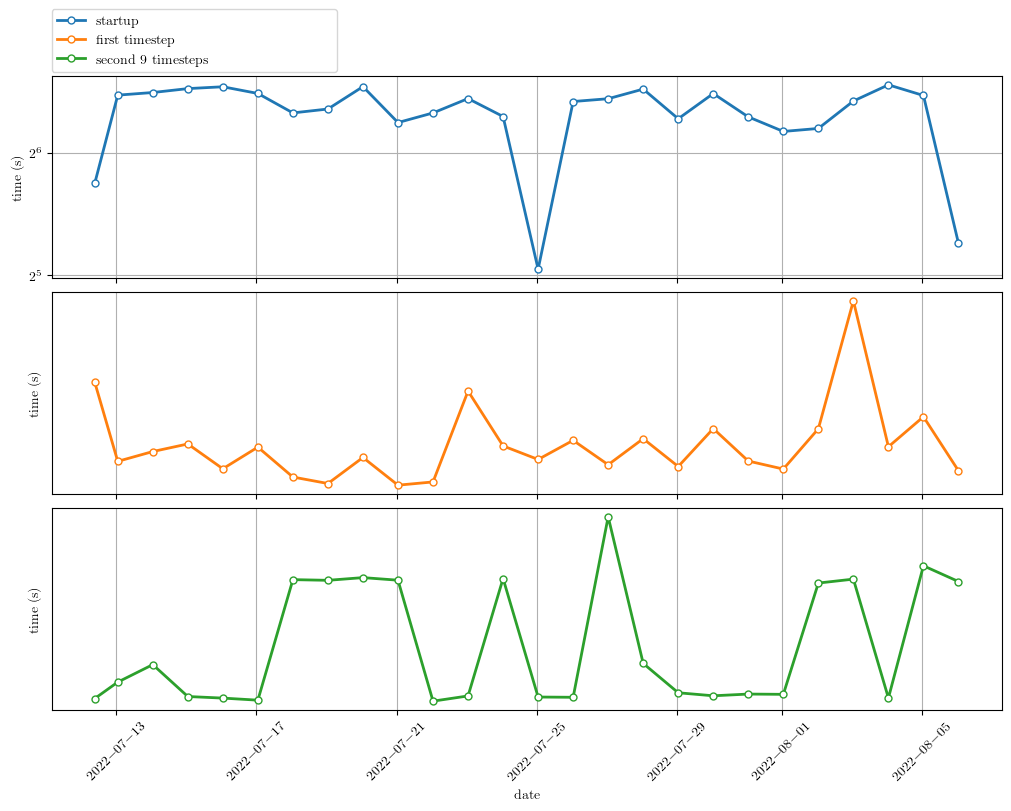 startup
first timestep
second 9 timesteps
time (s)
2^6
2^5
time (s)
time (s)
2022−07−13
2022−07−17
2022−07−21
2022−07−25
2022−07−29
2022−08−01
2022−08−05
date